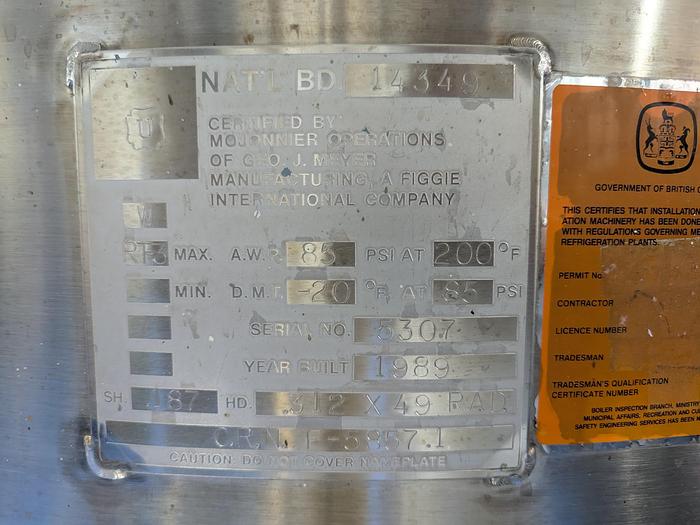 NAT'L BD. 14349
U
CERTIFIED BY:
MOJONNIER OPERATIONS
OF GEO. J. MEYER
MANUFACTURING, A FIGGIE
INTERNATIONAL COMPANY
W
RT3 MAX. A.W.P. 85 PSI AT 200 °F
MIN. D.M.T. -20 °F, AT 85 PSI
SERIAL NO. 5307
YEAR BUILT 1989
SH. .187 HD. .312 X 49 RAD
C.R.N. F-5957.1
CAUTION: DO NOT COVER NAMEPLATE
GOVERNMENT OF BRITISH
THIS CERTIFIES THAT INSTALLATION
ATION MACHINERY HAS BEEN DONE
WITH REGULATIONS GOVERNING
REFRIGERATION PLANTS.
PERMIT No.
CONTRACTOR
LICENCE NUMBER
TRADESMAN
TRADESMAN'S QUALIFICATION
CERTIFICATE NUMBER
BOILER INSPECTION BRANCH, MINISTRY
MUNICIPAL AFFAIRS, RECREATION AND
SAFETY ENGINEERING SERVICES HAS BEEN